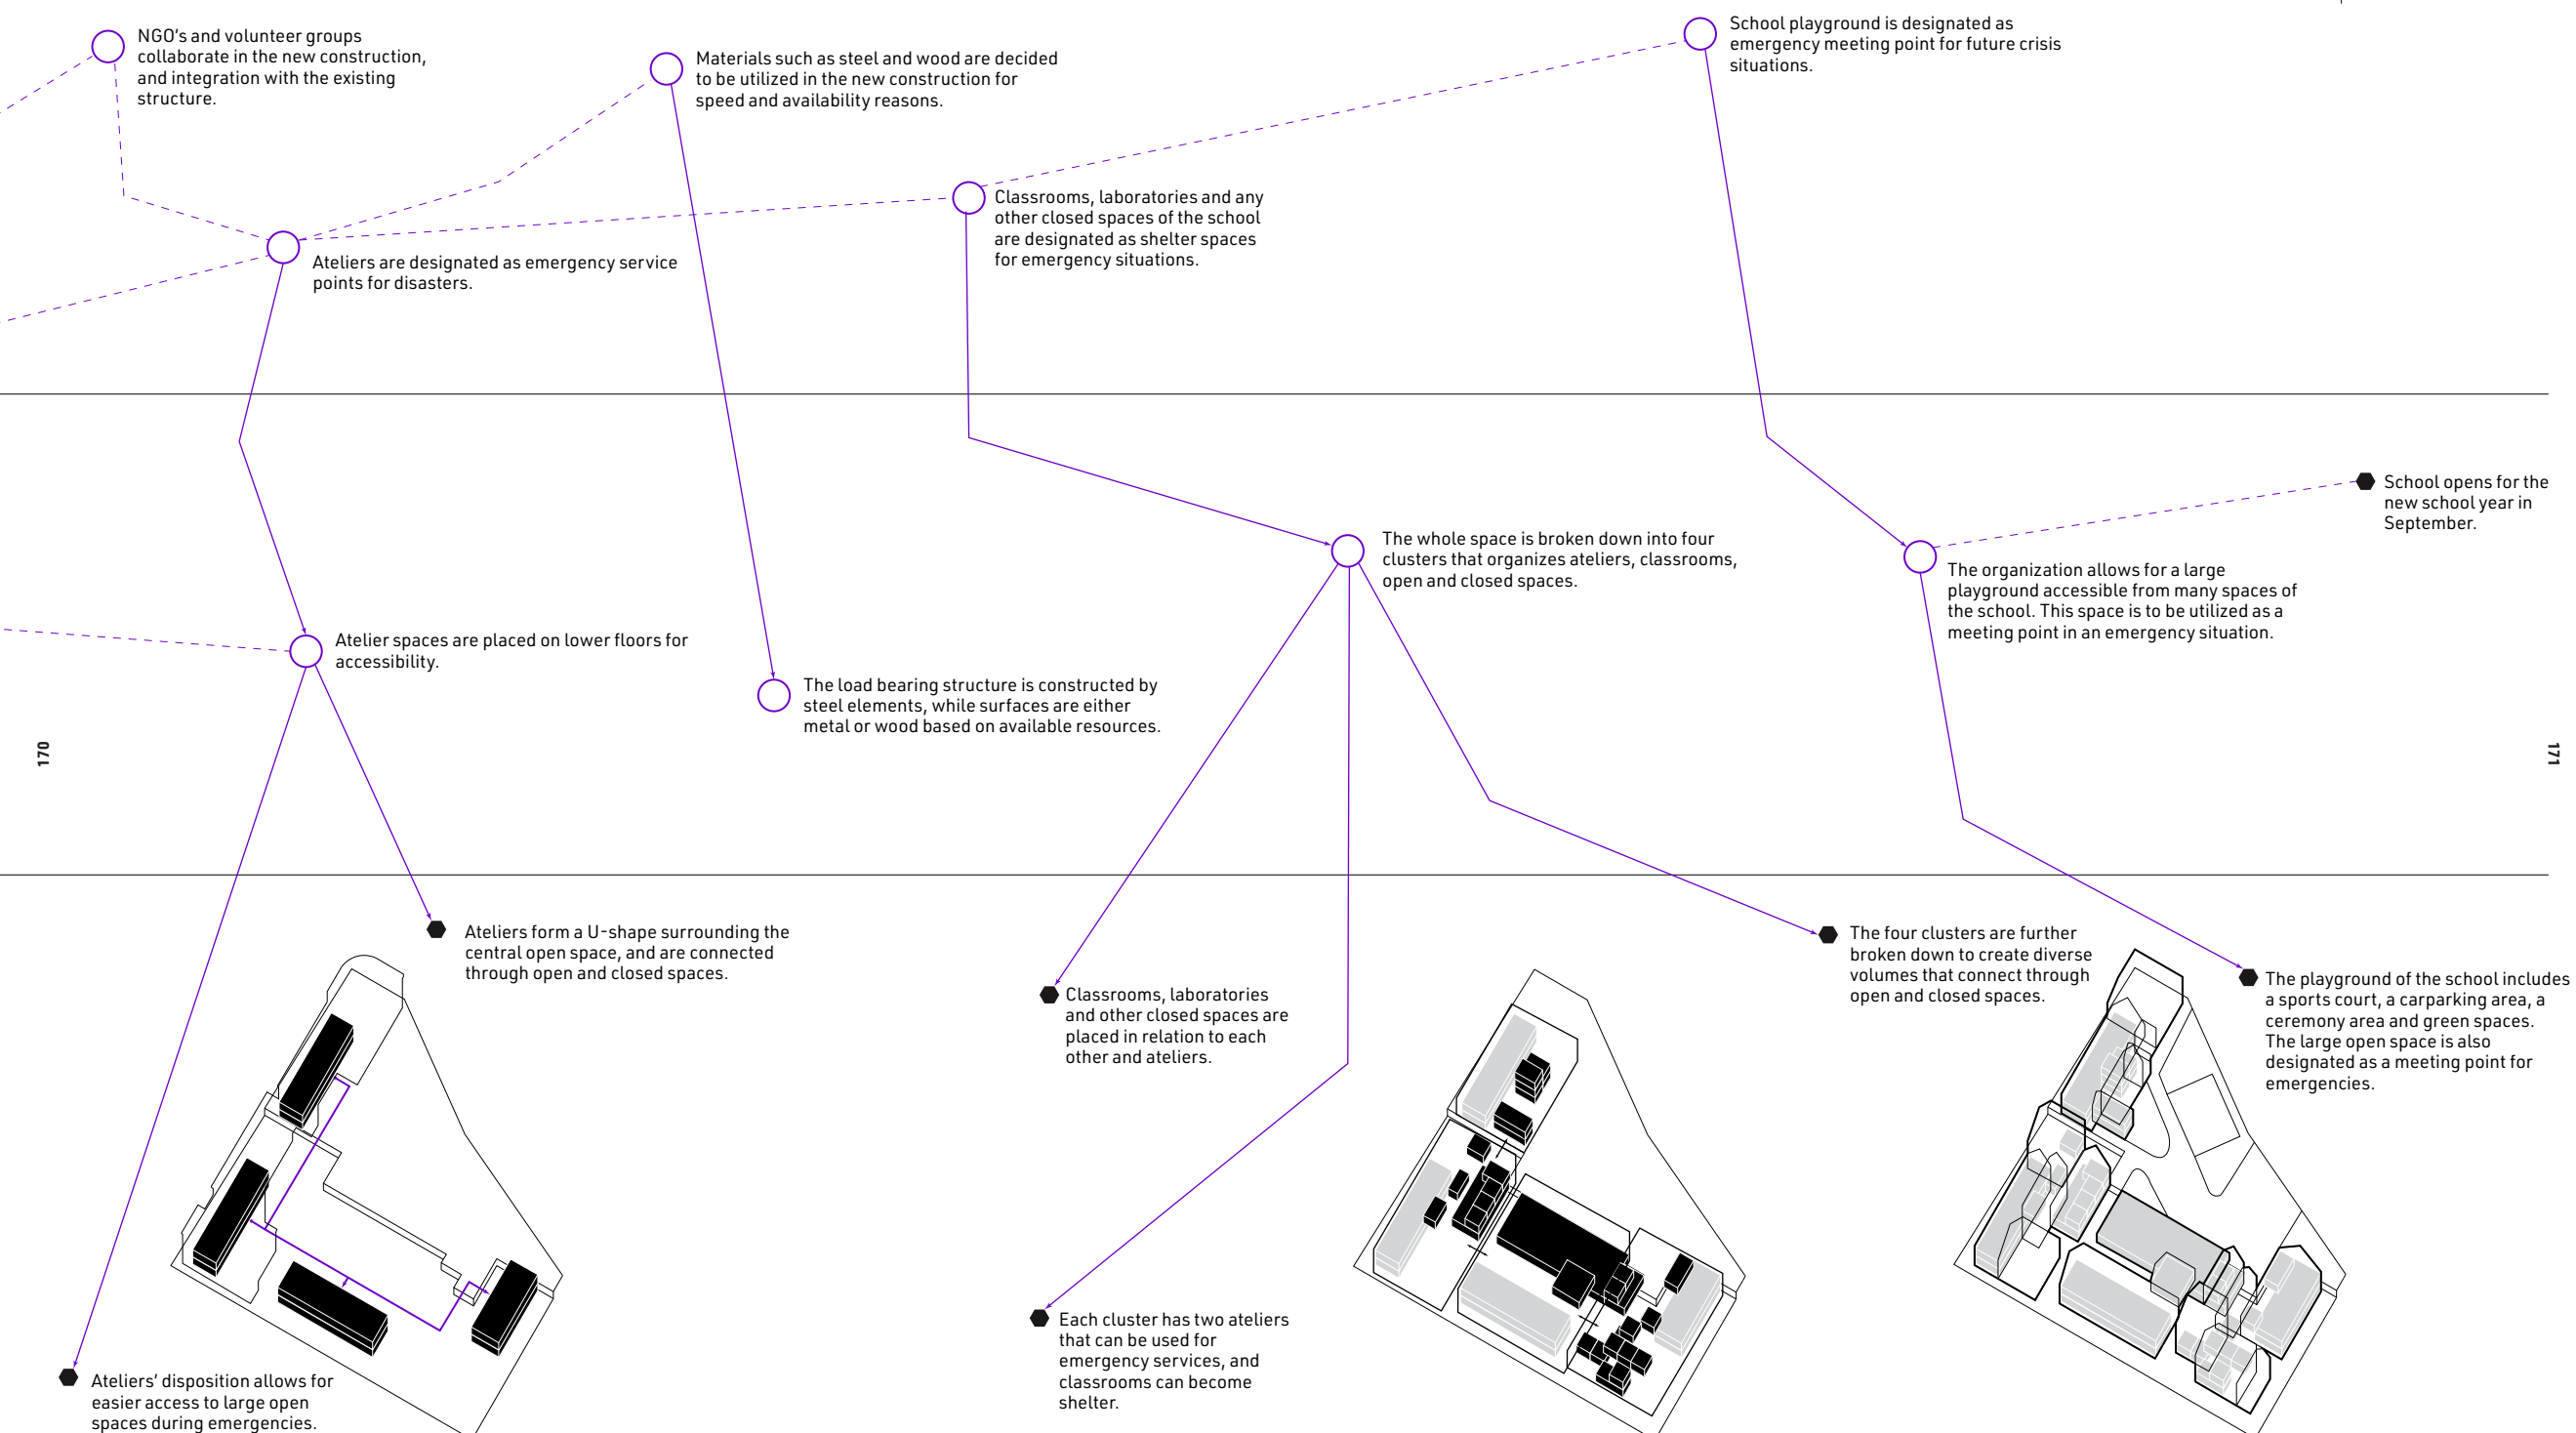 NGO's and volunteer groups
collaborate in the new construction,
and integration with the existing
structure.
Materials such as steel and wood are decided
to be utilized in the new construction for
speed and availability reasons.
School playground is designated as
emergency meeting point for future crisis
situations.
Classrooms, laboratories and any
other closed spaces of the school
are designated as shelter spaces
for emergency situations.
Ateliers are designated as emergency service
points for disasters.
School opens for the
new school year in
September.
The whole space is broken down into four
clusters that organizes ateliers, classrooms,
open and closed spaces.
The organization allows for a large
playground accessible from many spaces of
the school. This space is to be utilized as a
meeting point in an emergency situation.
Atelier spaces are placed on lower floors for
accessibility.
The load bearing structure is constructed by
steel elements, while surfaces are either
metal or wood based on available resources.
170
171
Ateliers form a U-shape surrounding the
central open space, and are connected
through open and closed spaces.
Classrooms, laboratories
and other closed spaces are
placed in relation to each
other and ateliers.
The four clusters are further
broken down to create diverse
volumes that connect through
open and closed spaces.
The playground of the school includes
a sports court, a carparking area, a
ceremony area and green spaces.
The large open space is also
designated as a meeting point for
emergencies.
Each cluster has two ateliers
that can be used for
emergency services, and
classrooms can become
shelter.
Ateliers' disposition allows for
easier access to large open
spaces during emergencies.